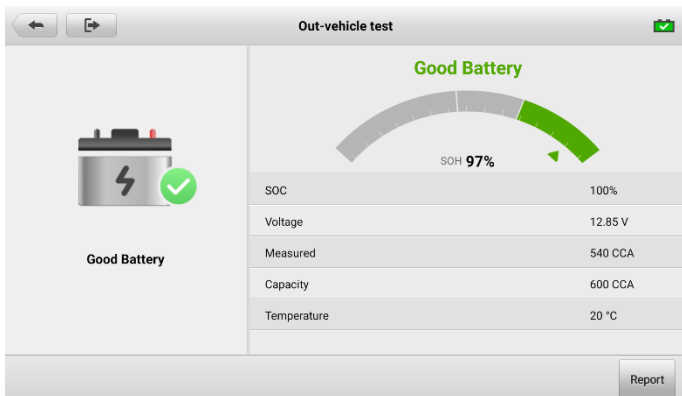 Out-vehicle test
Good Battery
Good Battery
SOH 97%
SOC 100%
Voltage 12.85 V
Measured 540 CCA
Capacity 600 CCA
Temperature 20 °C
Report